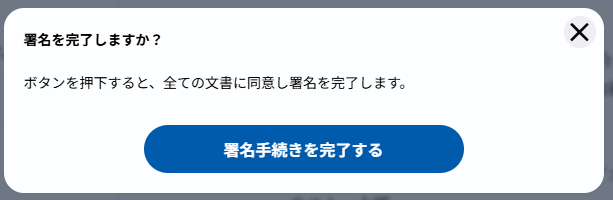 署名を完了しますか？
ボタンを押下すると、全ての文書に同意し署名を完了します。
署名手続きを完了する